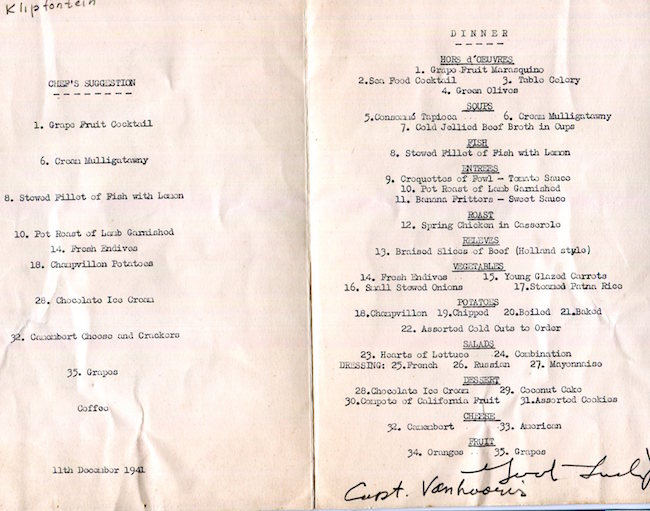 Klipfontein
CHEF'S SUGGESTION
1. Grape Fruit Cocktail
6. Cream Mulligatawny
8. Stewed Fillet of Fish with Lemon
10. Pot Roast of Lamb Garnished
14. Fresh Endives
18. Champvillon Potatoes
28. Chocolate Ice Cream
32. Camembert Cheese and Crackers
35. Grapes
Coffee
11th December 1941
DINNER
HORS d'OEUVRES
1. Grape Fruit Marasquino
2.Sea Food Cocktail 3. Table Celery
4. Green Olives
SOUPS
5.Consommé Tapioca 6. Cream Mulligatawny
7. Cold Jellied Beef Broth in Cups
FISH
8. Stewed Fillet of Fish with Lemon
ENTREES
9. Croquettes of Fowl - Tomato Sauce
10. Pot Roast of Lamb Garnished
11. Banana Fritters - Sweet Sauce
ROAST
12. Spring Chicken in Casserole
RELEVES
13. Braised Slices of Beef (Holland style)
VEGETABLES
14. Fresh Endives 15. Young Glazed Carrots
16. Small Stewed Onions 17.Steamed Patna Rice
POTATOES
18.Champvillon 19.Chipped 20.Boiled 21.Baked
22. Assorted Cold Cuts to Order
SALADS
23. Hearts of Lettuce 24. Combination
DRESSING: 25.French 26. Russian 27. Mayonnaise
DESSERT
28.Chocolate Ice Cream 29. Coconut Cake
30.Compote of California Fruit 31.Assorted Cookies
CHEESE
32. Camembert 33. American
FRUIT
34. Oranges 35. Grapes
Good Luck
Capt. Vanhooris